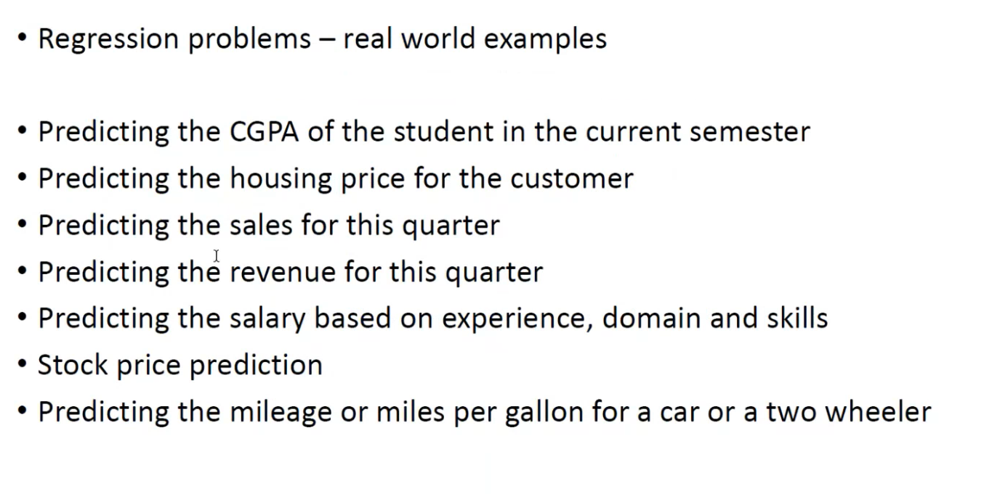 • Regression problems – real world examples
• Predicting the CGPA of the student in the current semester
• Predicting the housing price for the customer
• Predicting the sales for this quarter
• Predicting the revenue for this quarter
• Predicting the salary based on experience, domain and skills
• Stock price prediction
• Predicting the mileage or miles per gallon for a car or a two wheeler